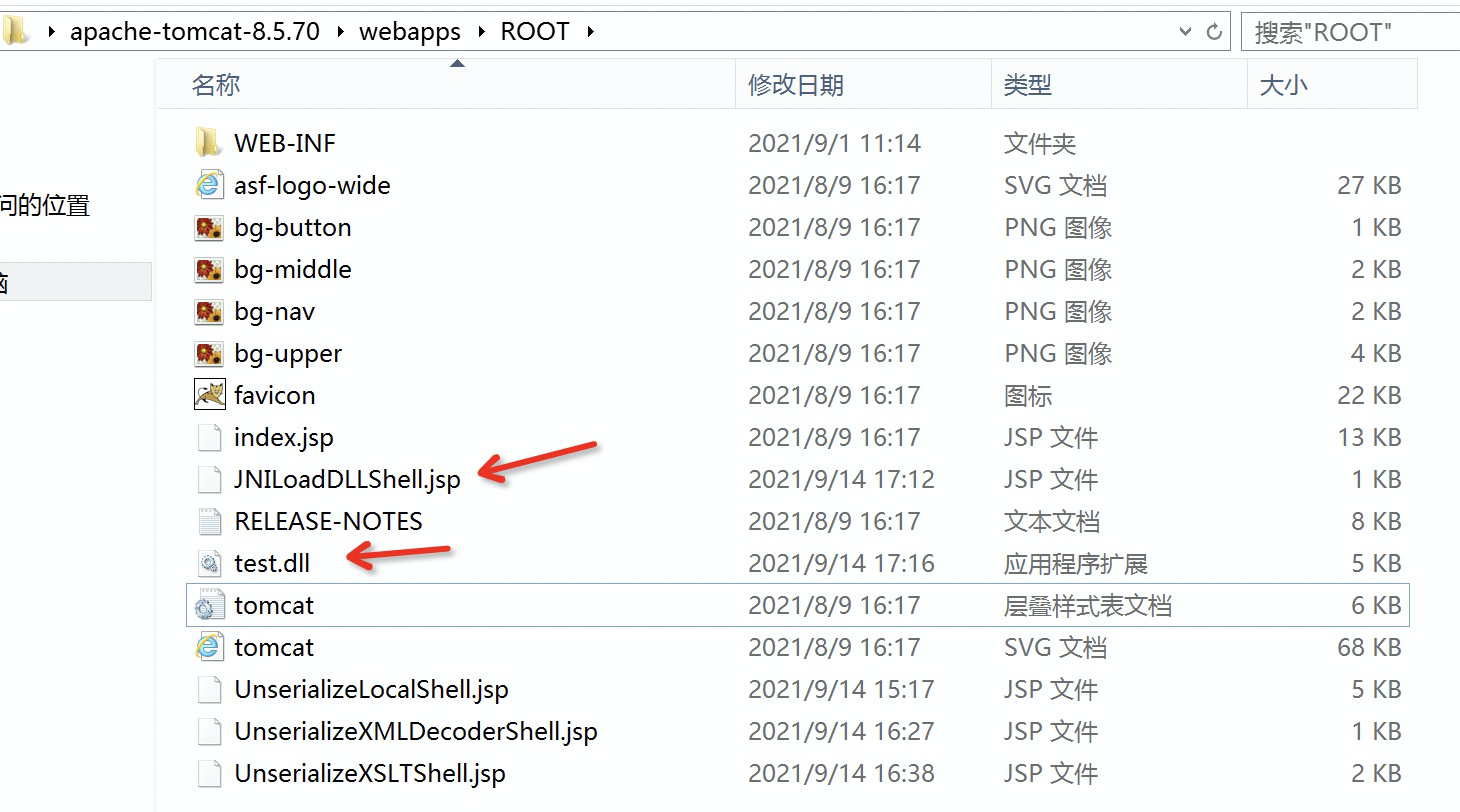 apache-tomcat-8.5.70 webapps ROOT 搜索"ROOT"
名称 修改日期 类型 大小
WEB-INF 2021/9/1 11:14 文件夹
asf-logo-wide 2021/8/9 16:17 SVG 文档 27 KB
问的位置
bg-button 2021/8/9 16:17 PNG 图像 1 KB
bg-middle 2021/8/9 16:17 PNG 图像 2 KB
脑
bg-nav 2021/8/9 16:17 PNG 图像 2 KB
bg-upper 2021/8/9 16:17 PNG 图像 4 KB
favicon 2021/8/9 16:17 图标 22 KB
index.jsp 2021/8/9 16:17 JSP 文件 13 KB
JNILoadDLLShell.jsp 2021/9/14 17:12 JSP 文件 1 KB
RELEASE-NOTES 2021/8/9 16:17 文本文档 8 KB
test.dll 2021/9/14 17:16 应用程序扩展 5 KB
tomcat 2021/8/9 16:17 层叠样式表文档 6 KB
tomcat 2021/8/9 16:17 SVG 文档 68 KB
UnserializeLocalShell.jsp 2021/9/14 15:17 JSP 文件 5 KB
UnserializeXMLDecoderShell.jsp 2021/9/14 16:27 JSP 文件 1 KB
UnserializeXSLTShell.jsp 2021/9/14 16:38 JSP 文件 2 KB